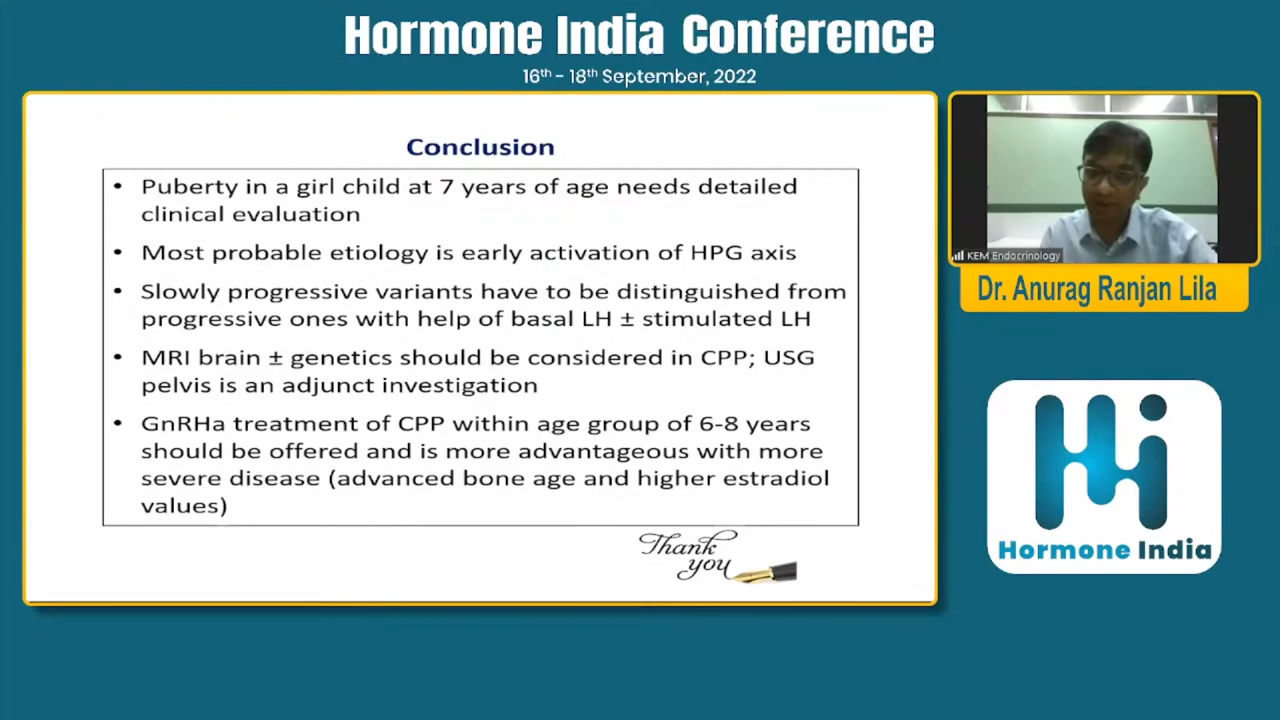 Hormone India Conference
16th - 18th September, 2022
Conclusion
• Puberty in a girl child at 7 years of age needs detailed
clinical evaluation
• Most probable etiology is early activation of HPG axis
• Slowly progressive variants have to be distinguished from
progressive ones with help of basal LH ± stimulated LH
• MRI brain ± genetics should be considered in CPP; USG
pelvis is an adjunct investigation
• GnRHa treatment of CPP within age group of 6-8 years
should be offered and is more advantageous with more
severe disease (advanced bone age and higher estradiol
values)
Thank
you
KEM Endocrinology
Dr. Anurag Ranjan Lila
Hi
Hormone India